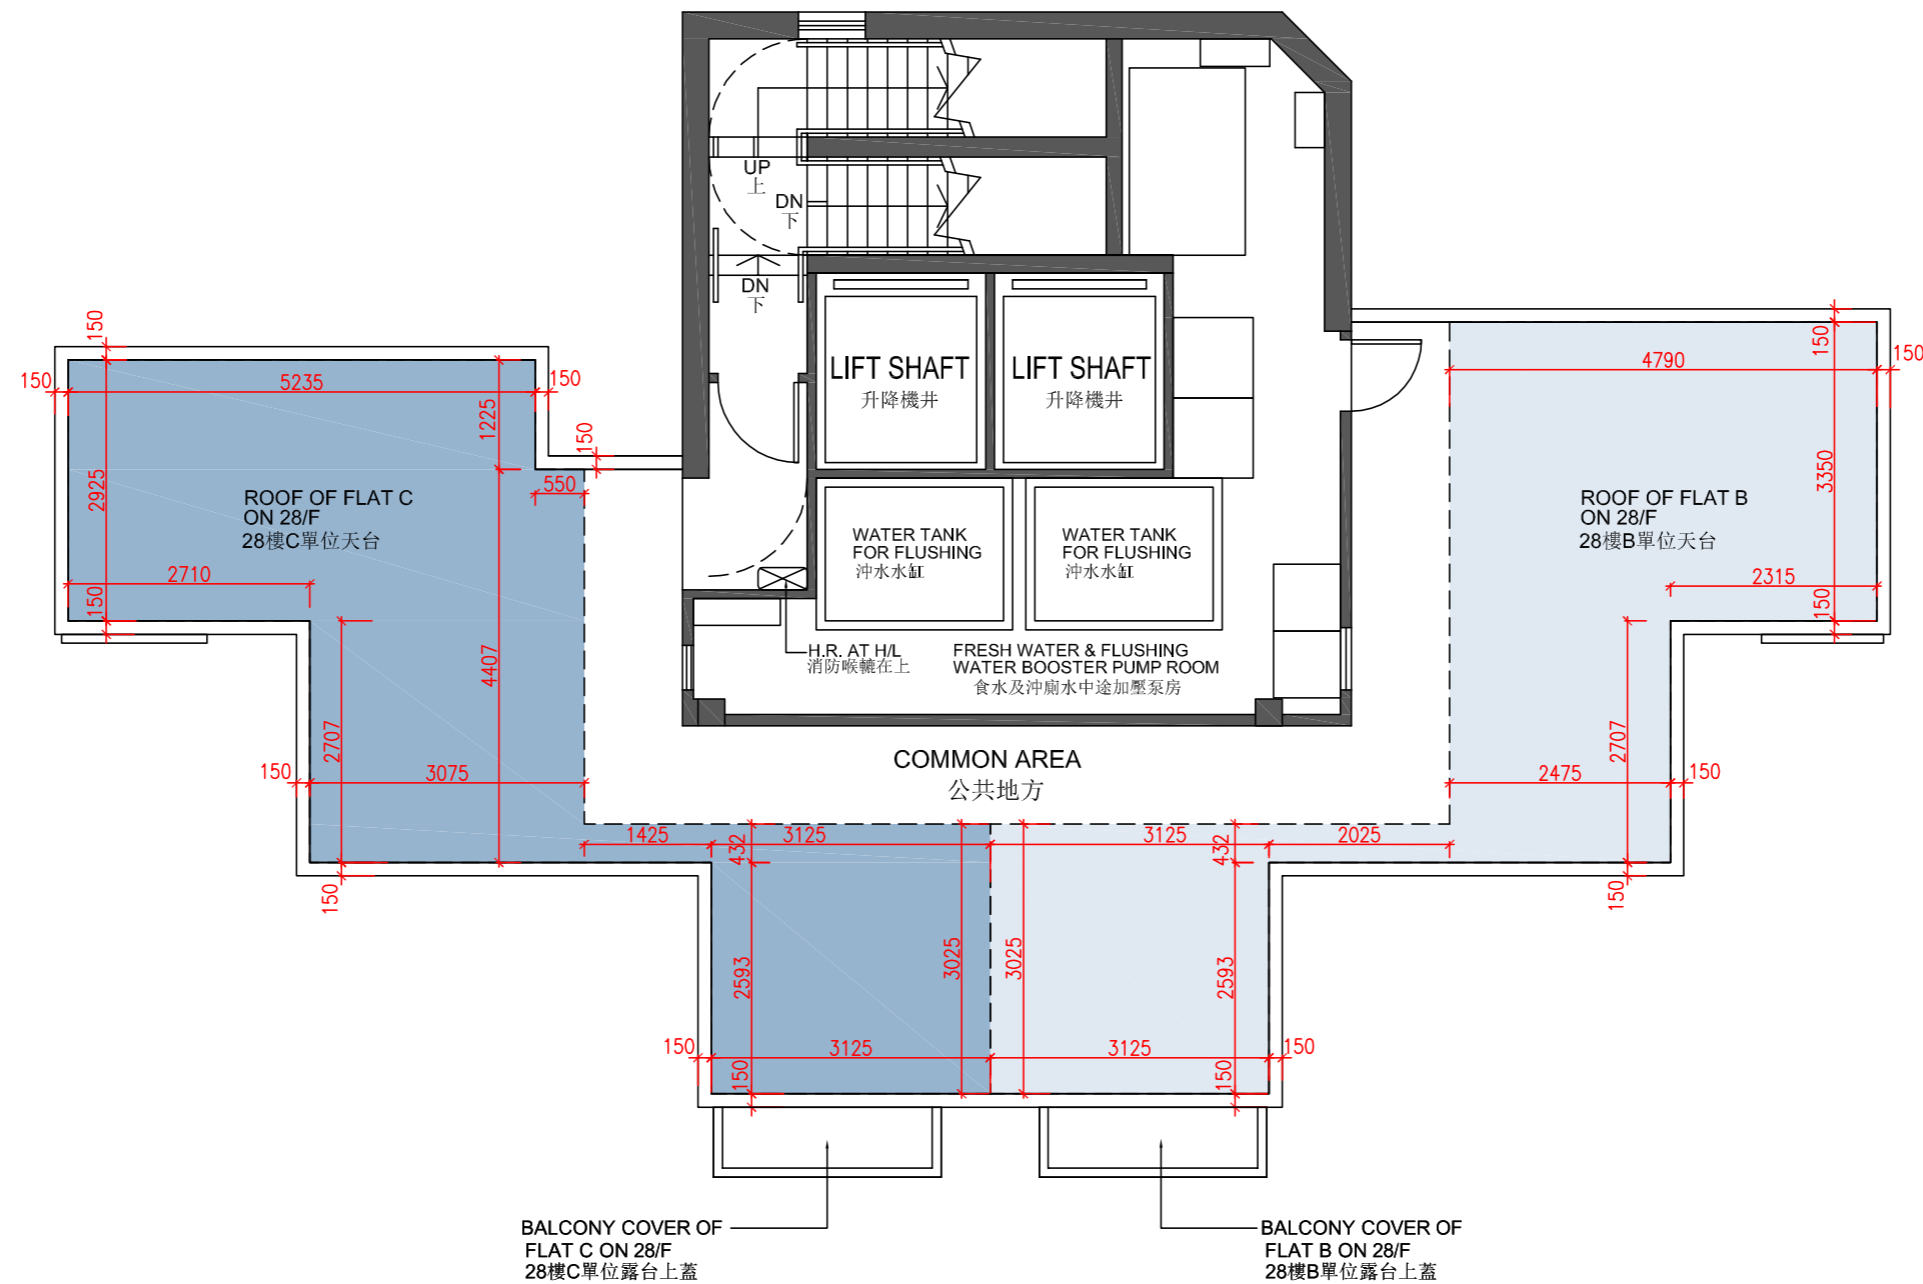 UP
上
DN
下
DN
下
LIFT SHAFT
升降機井
LIFT SHAFT
升降機井
150
150
5235
150
1225
150
550
2925
ROOF OF FLAT C
ON 28/F
28樓C單位天台
2710
150
4407
2707
150
3075
150
150
4790
150
3350
ROOF OF FLAT B
ON 28/F
28樓B單位天台
2315
150
2707
2475
150
150
WATER TANK
FOR FLUSHING
沖水水缸
WATER TANK
FOR FLUSHING
沖水水缸
H.R. AT H/L
消防喉轆在上
FRESH WATER & FLUSHING
WATER BOOSTER PUMP ROOM
食水及沖廁水中途加壓泵房
COMMON AREA
公共地方
1425
3125
3125
2025
432
432
2593
3025
3025
2593
150
3125
3125
150
150
150
BALCONY COVER OF
FLAT C ON 28/F
28樓C單位露台上蓋
BALCONY COVER OF
FLAT B ON 28/F
28樓B單位露台上蓋